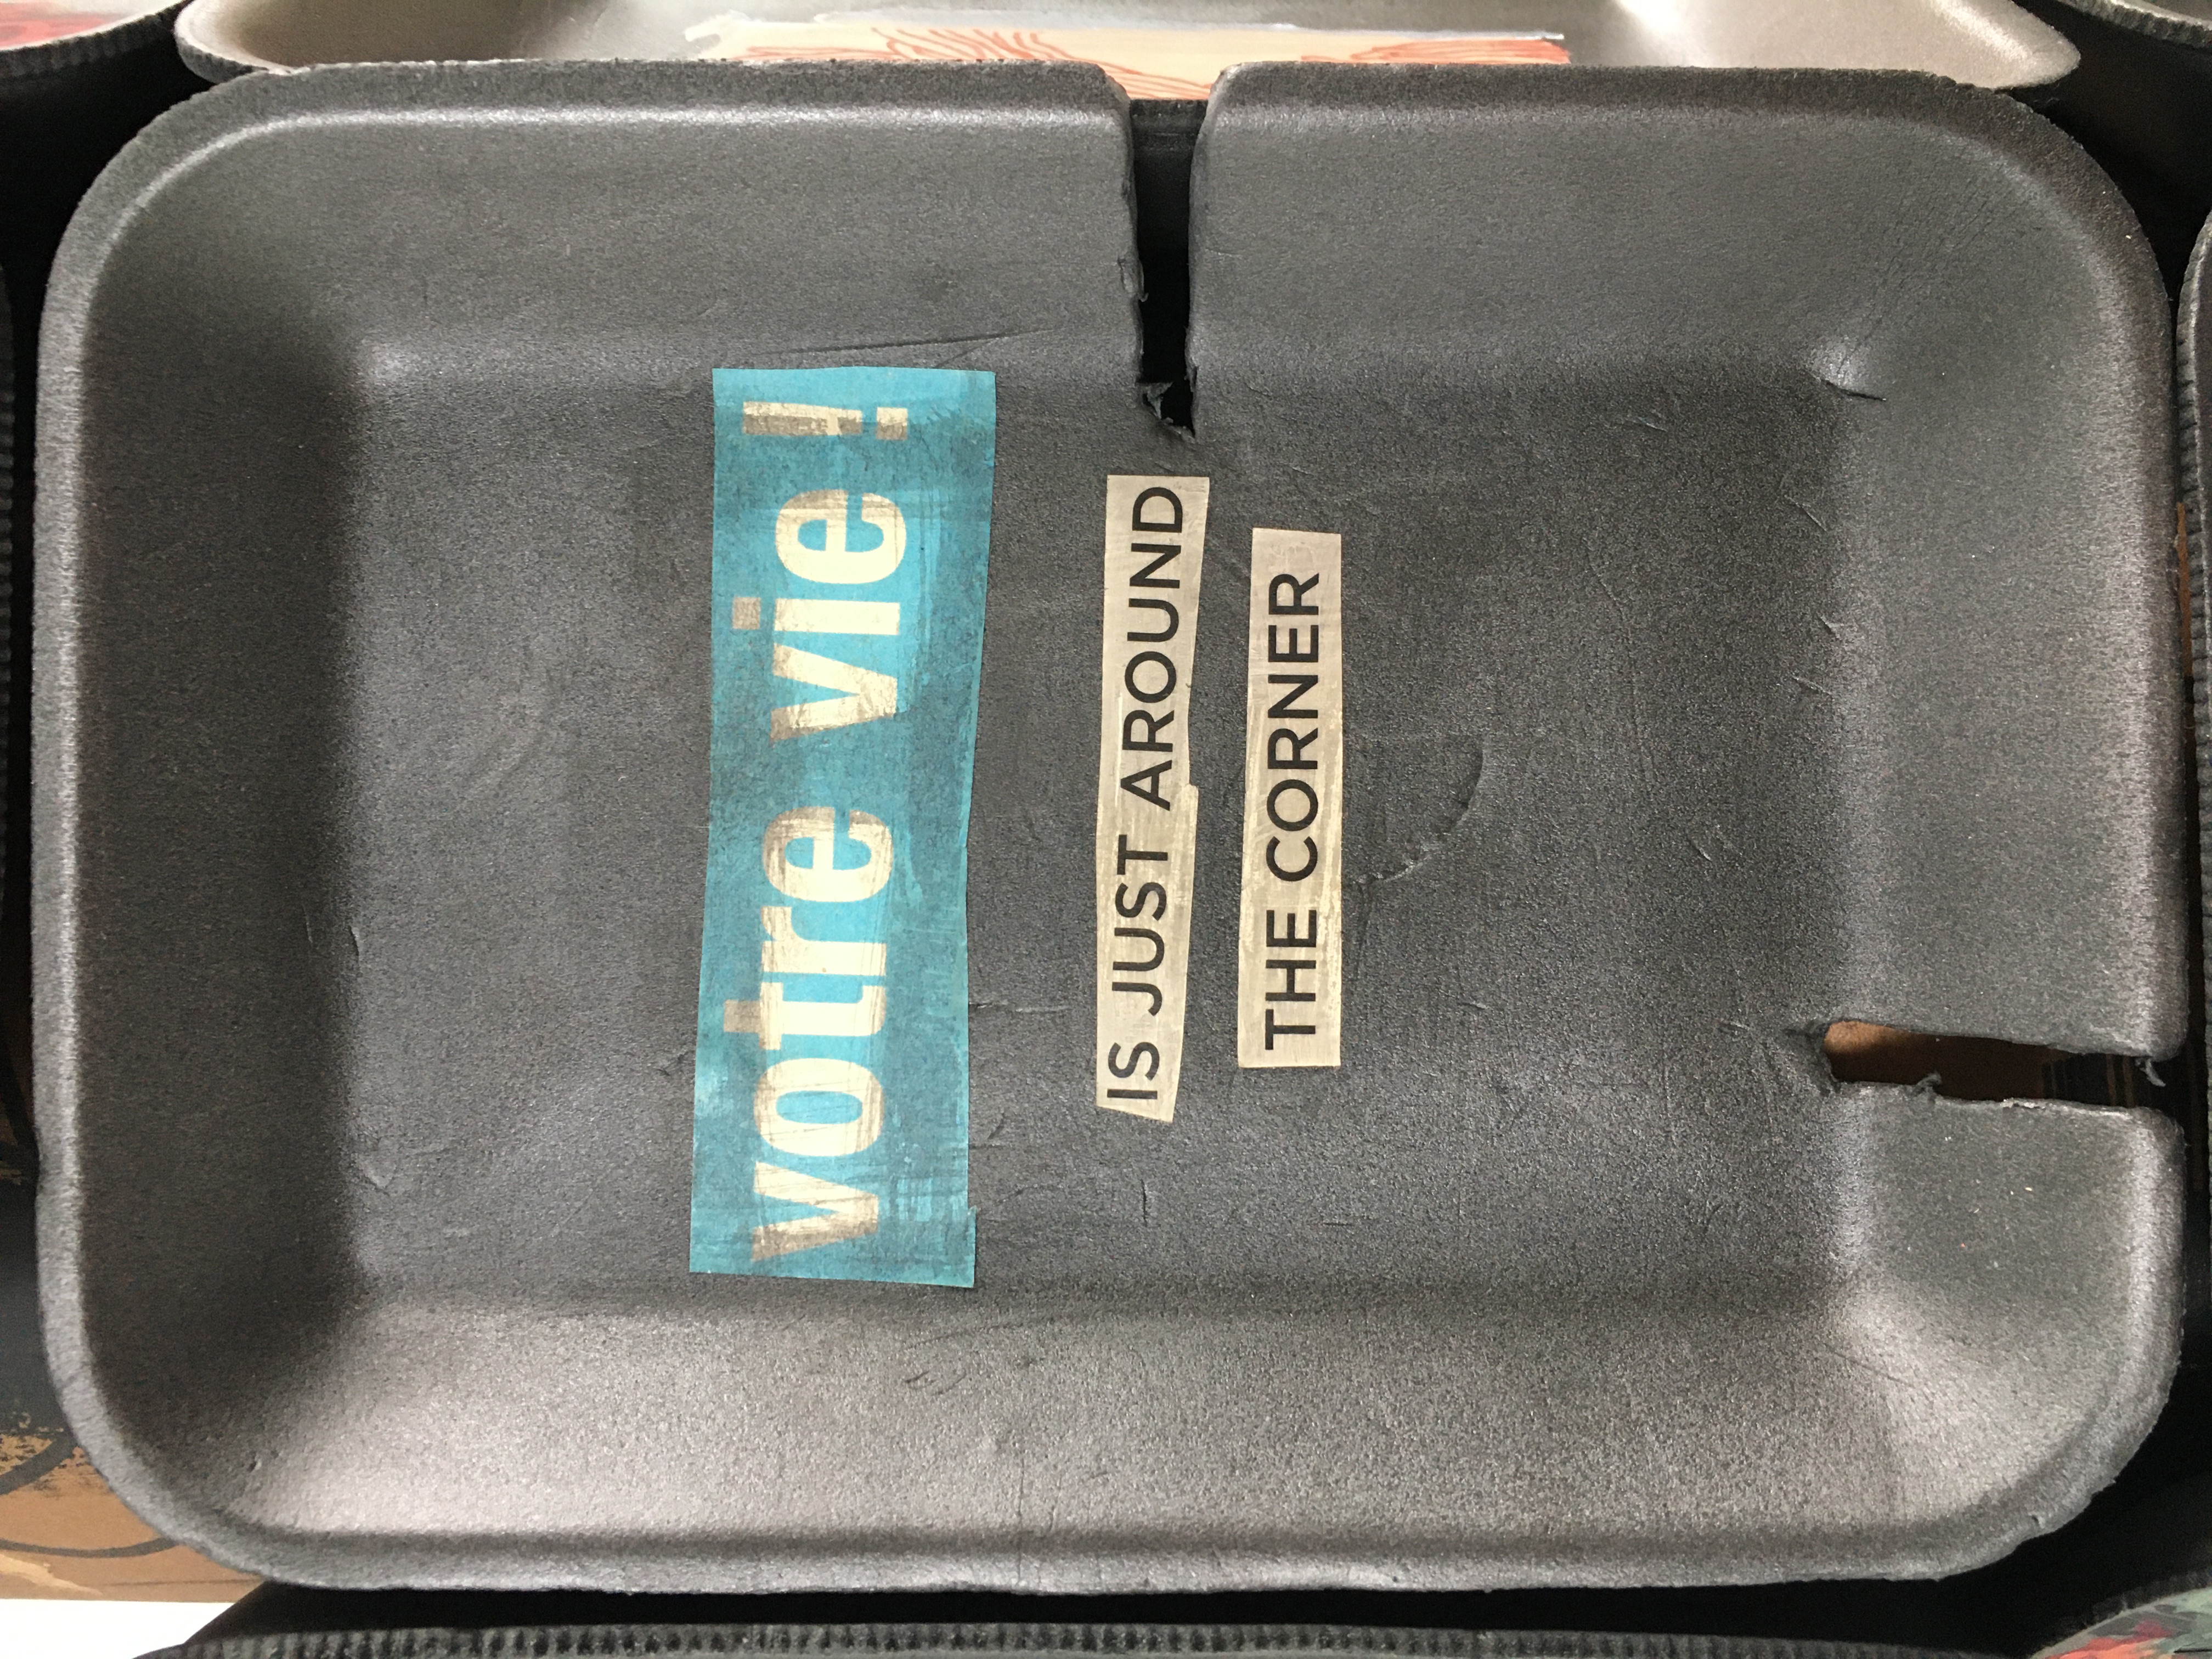 votre vie!
IS JUST AROUND
THE CORNER